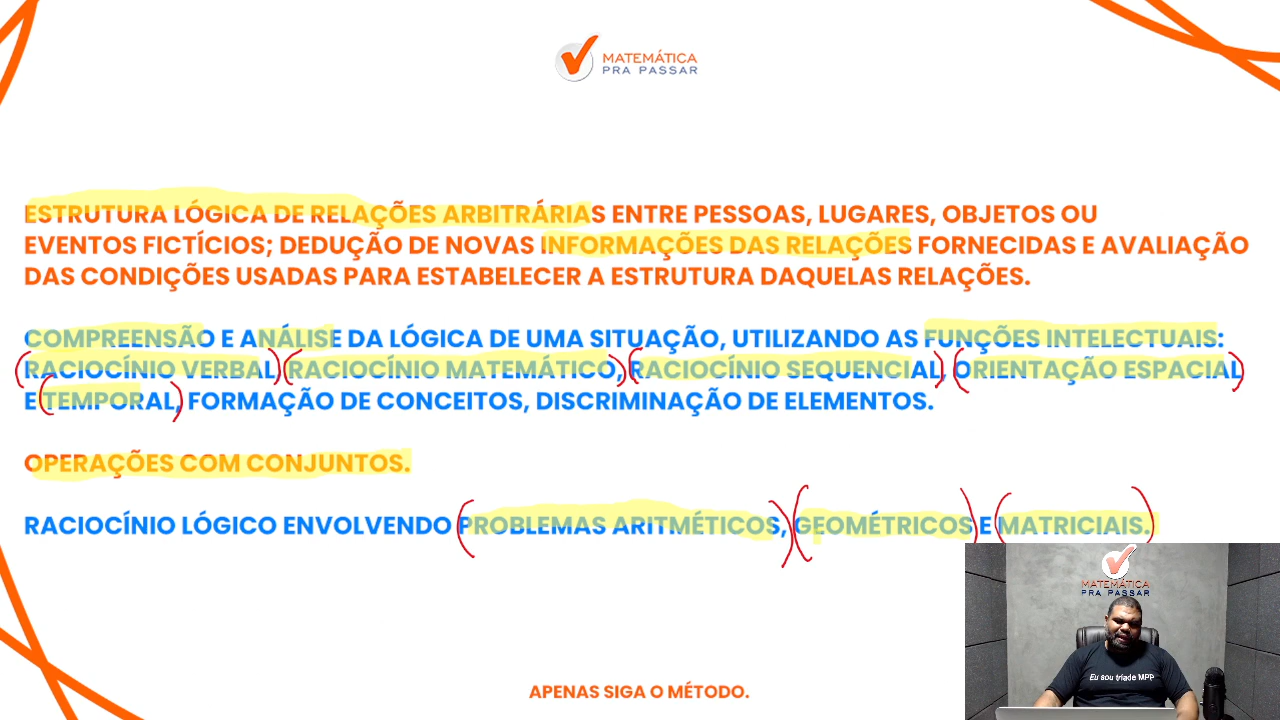 MATEMÁTICA
PRA PASSAR
ESTRUTURA LÓGICA DE RELAÇÕES ARBITRÁRIAS ENTRE PESSOAS, LUGARES, OBJETOS OU
EVENTOS FICTÍCIOS; DEDUÇÃO DE NOVAS INFORMAÇÕES DAS RELAÇÕES FORNECIDAS E AVALIAÇÃO
DAS CONDIÇÕES USADAS PARA ESTABELECER A ESTRUTURA DAQUELAS RELAÇÕES.
COMPREENSÃO E ANÁLISE DA LÓGICA DE UMA SITUAÇÃO, UTILIZANDO AS FUNÇÕES INTELECTUAIS:
RACIOCÍNIO VERBAL, RACIOCÍNIO MATEMÁTICO, RACIOCÍNIO SEQUENCIAL, ORIENTAÇÃO ESPACIAL
E TEMPORAL, FORMAÇÃO DE CONCEITOS, DISCRIMINAÇÃO DE ELEMENTOS.
OPERAÇÕES COM CONJUNTOS.
RACIOCÍNIO LÓGICO ENVOLVENDO PROBLEMAS ARITMÉTICOS, GEOMÉTRICOS E MATRICIAIS.
MATEMÁTICA
PRA PASSAR
Eu sou tríade MPP
APENAS SIGA O MÉTODO.